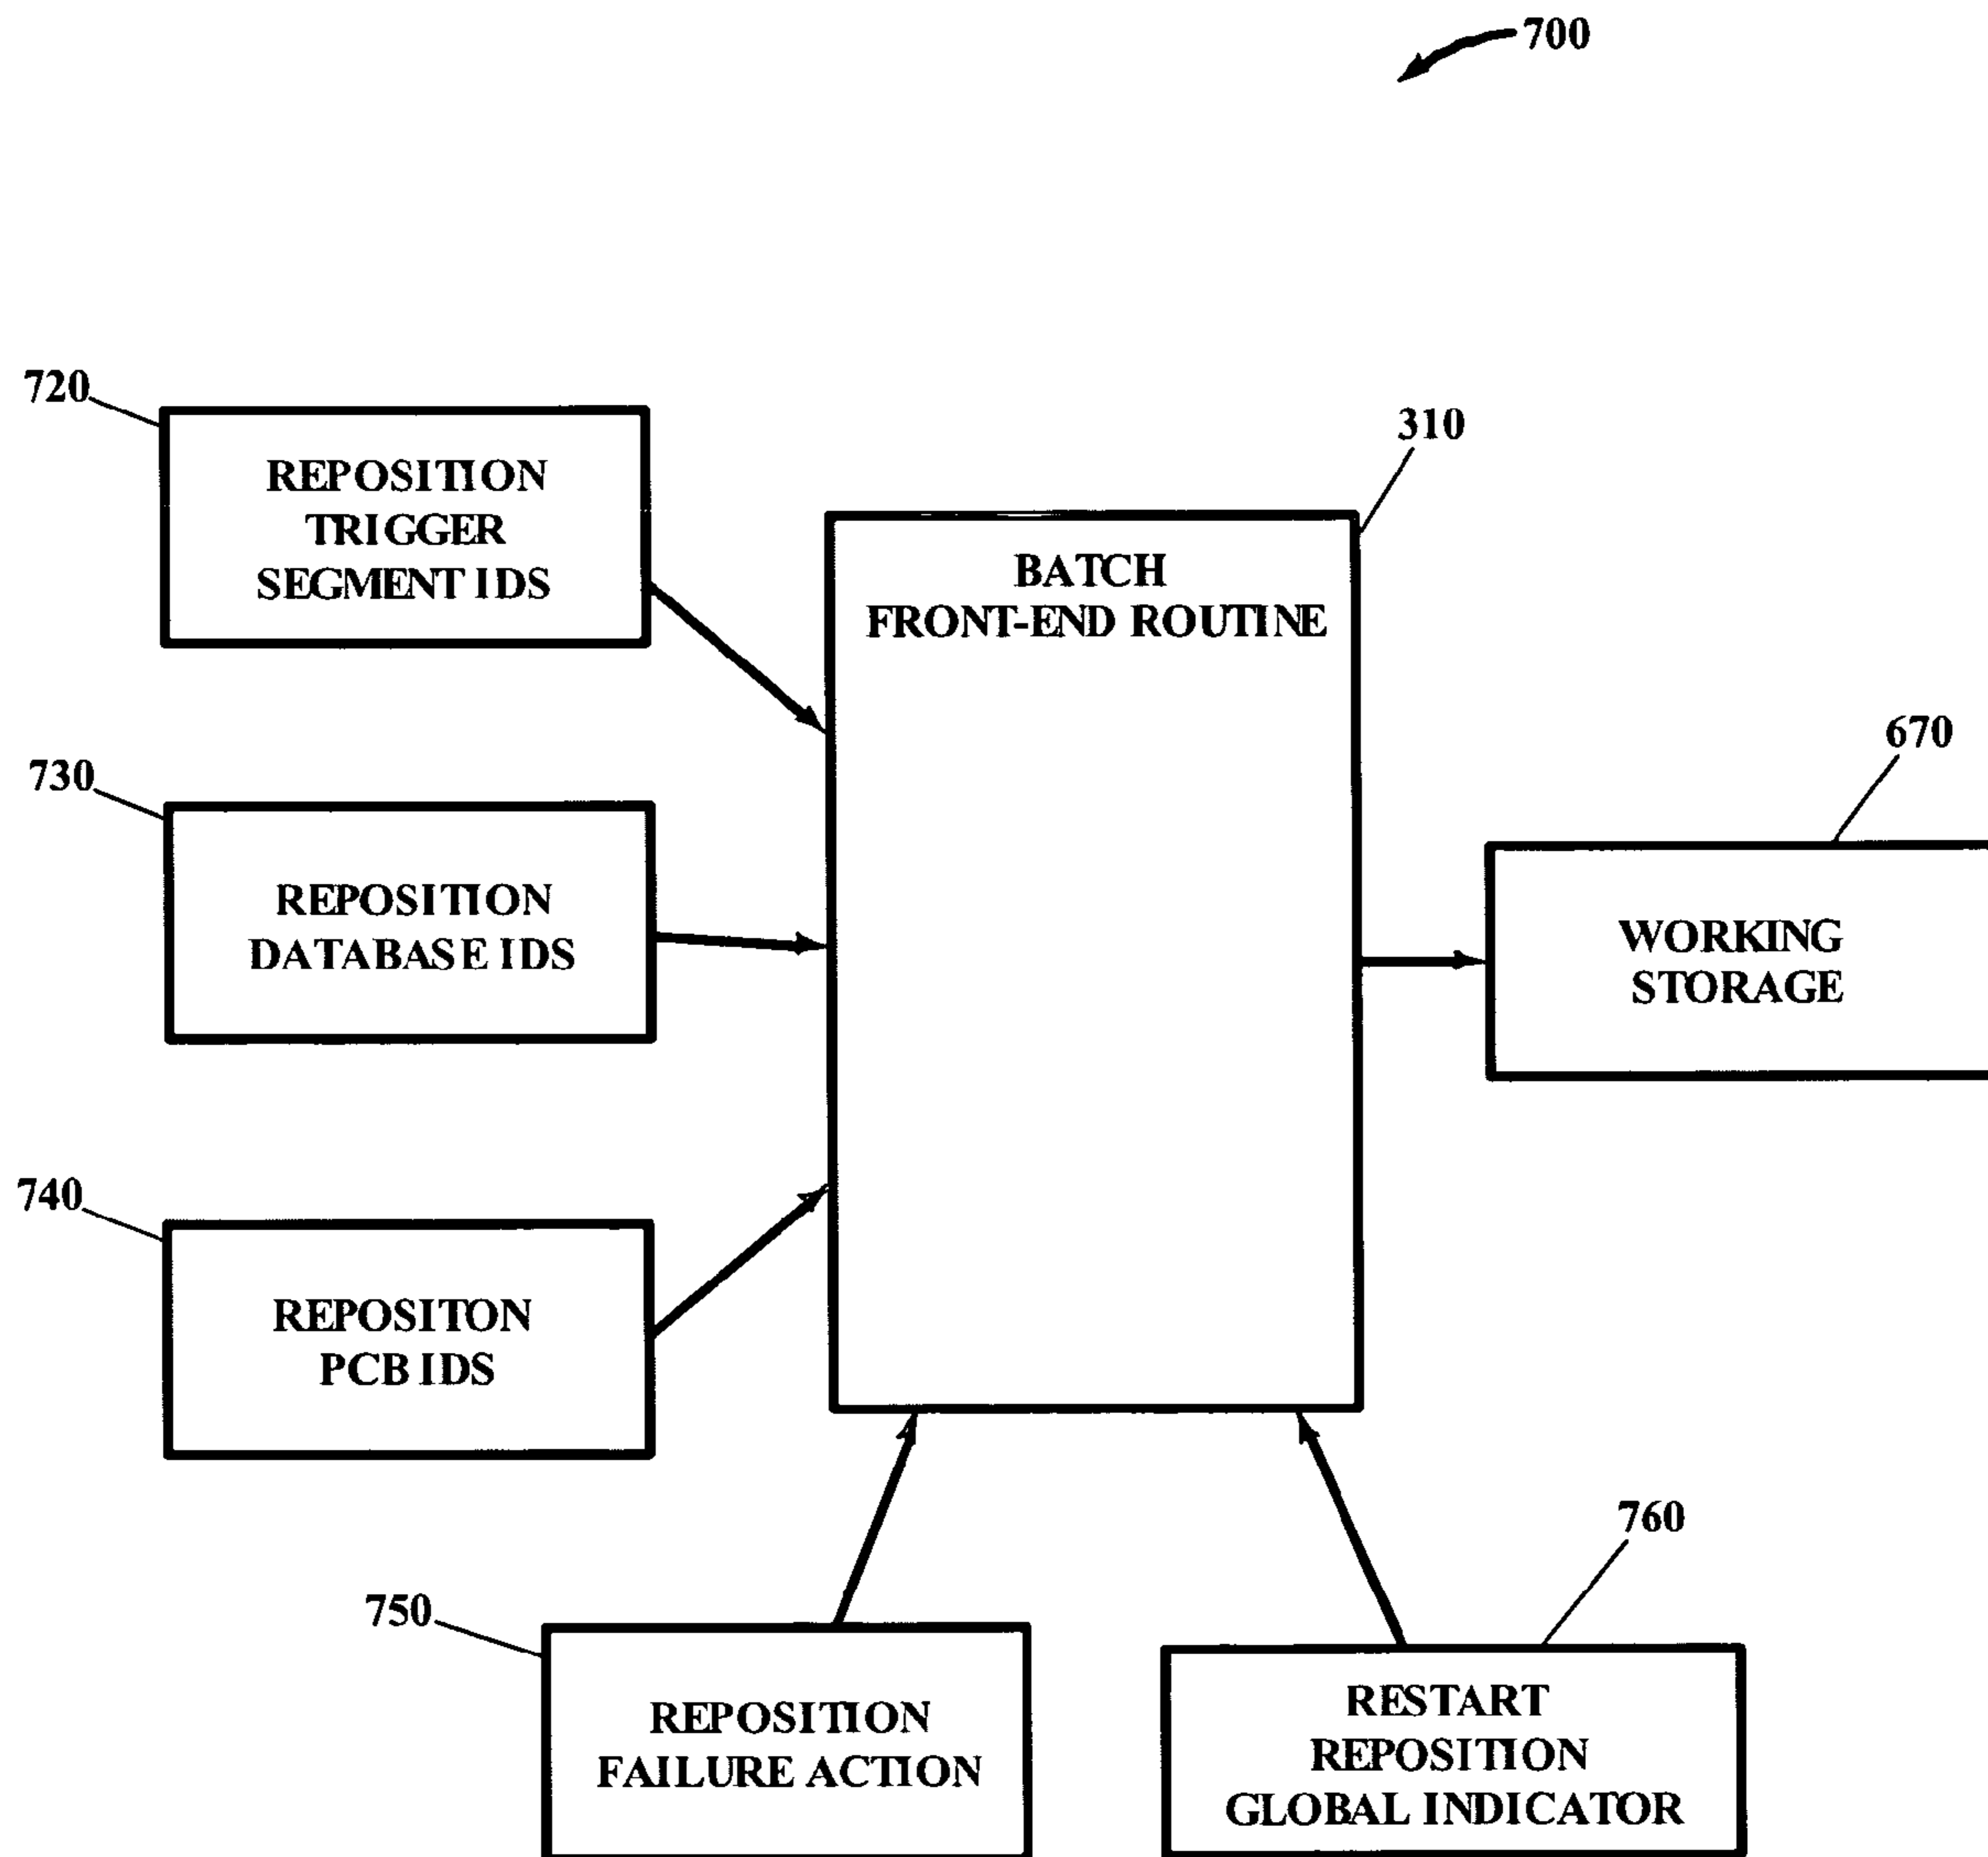 700
720
REPOSITION
TRIGGER
SEGMENT IDS
310
BATCH
FRONT-END ROUTINE
730
REPOSITION
DATABASE IDS
670
WORKING
STORAGE
740
REPOSITON
PCB IDS
750
REPOSITION
FAILURE ACTION
760
RESTART
REPOSITION
GLOBAL INDICATOR